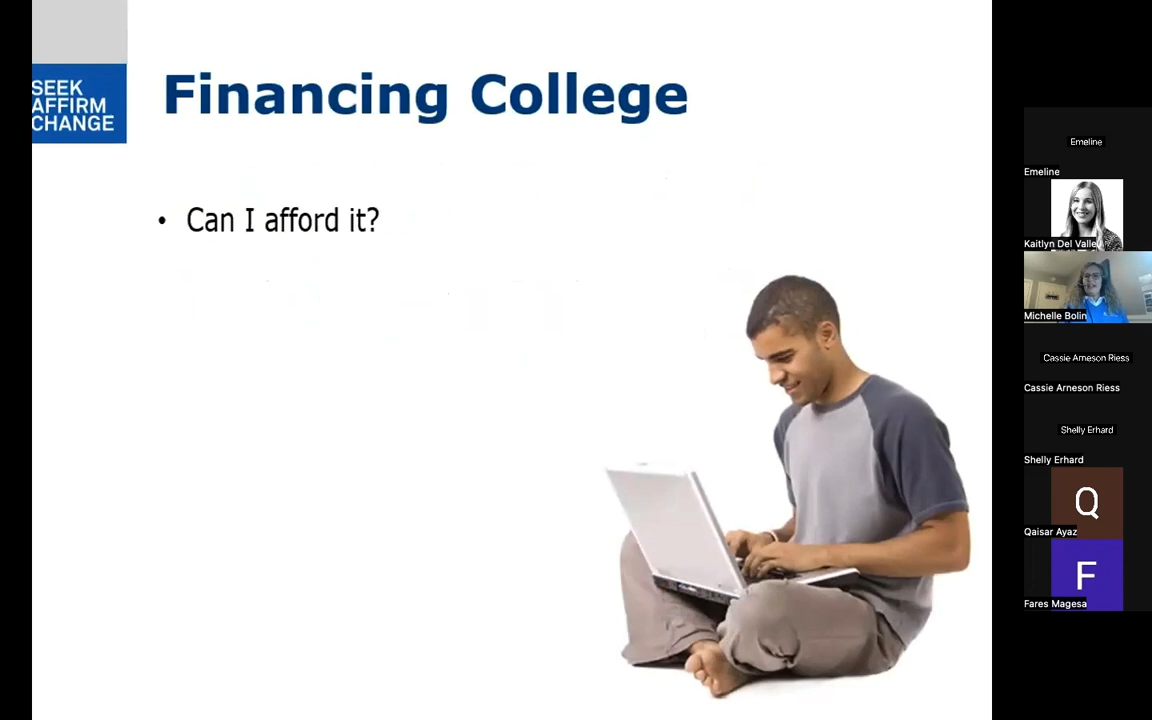 SEEK
AFFIRM
CHANGE
Financing College
• Can I afford it?
Emeline
Emeline
Kaitlyn Del Valle
Michelle Bolin
Cassie Arneson Riess
Cassie Arneson Riess
Shelly Erhard
Shelly Erhard
Q
Qaisar Ayaz
F
Fares Magesa